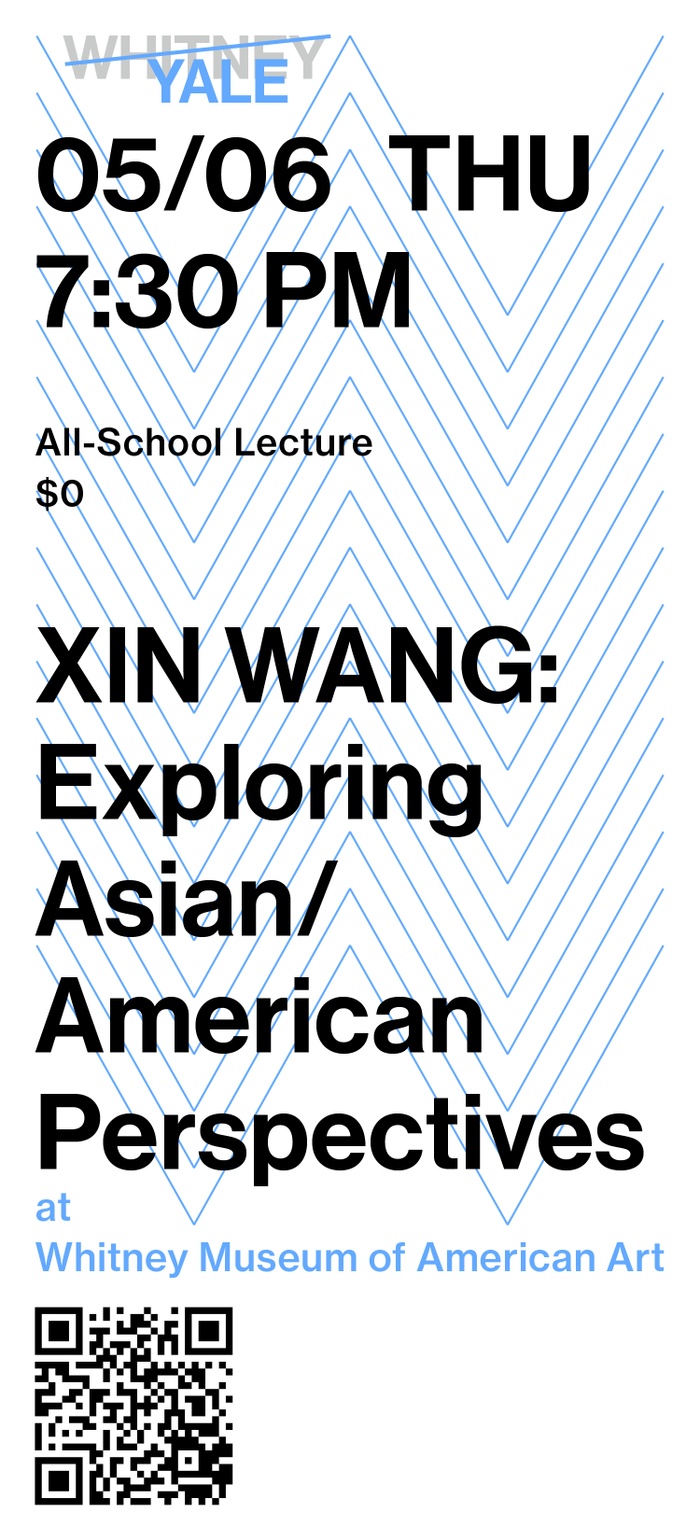 WHITNEY
YALE
05/06 THU
7:30 PM
All-School Lecture
$0
XIN WANG:
Exploring
Asian/
American
Perspectives
at
Whitney Museum of American Art